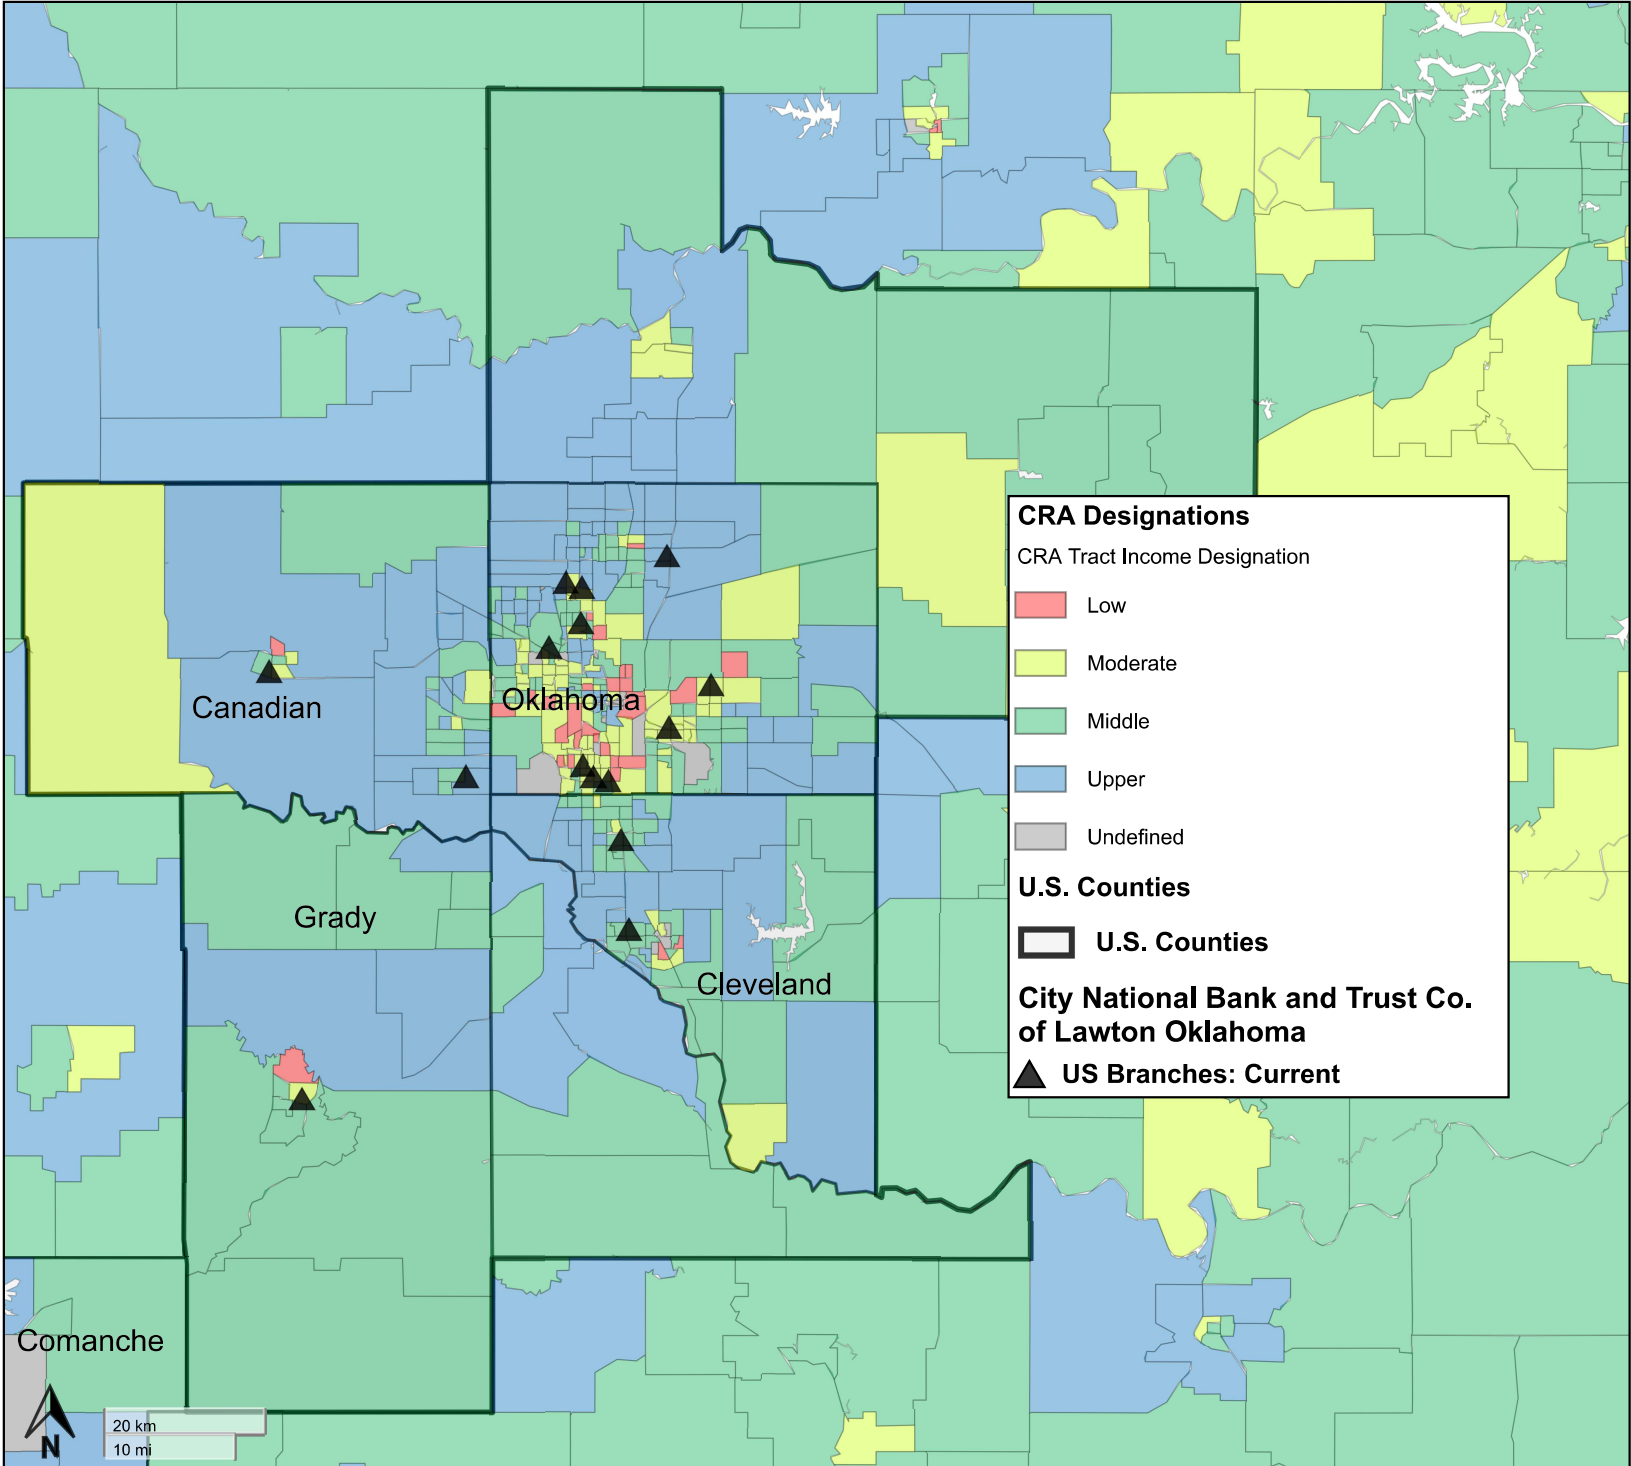 CRA Designations
CRA Tract Income Designation
Low
Moderate
Middle
Upper
Undefined
U.S. Counties
U.S. Counties
City National Bank and Trust Co.
of Lawton Oklahoma
US Branches: Current
Canadian
Oklahoma
Grady
Cleveland
Comanche
N
20 km
10 mi